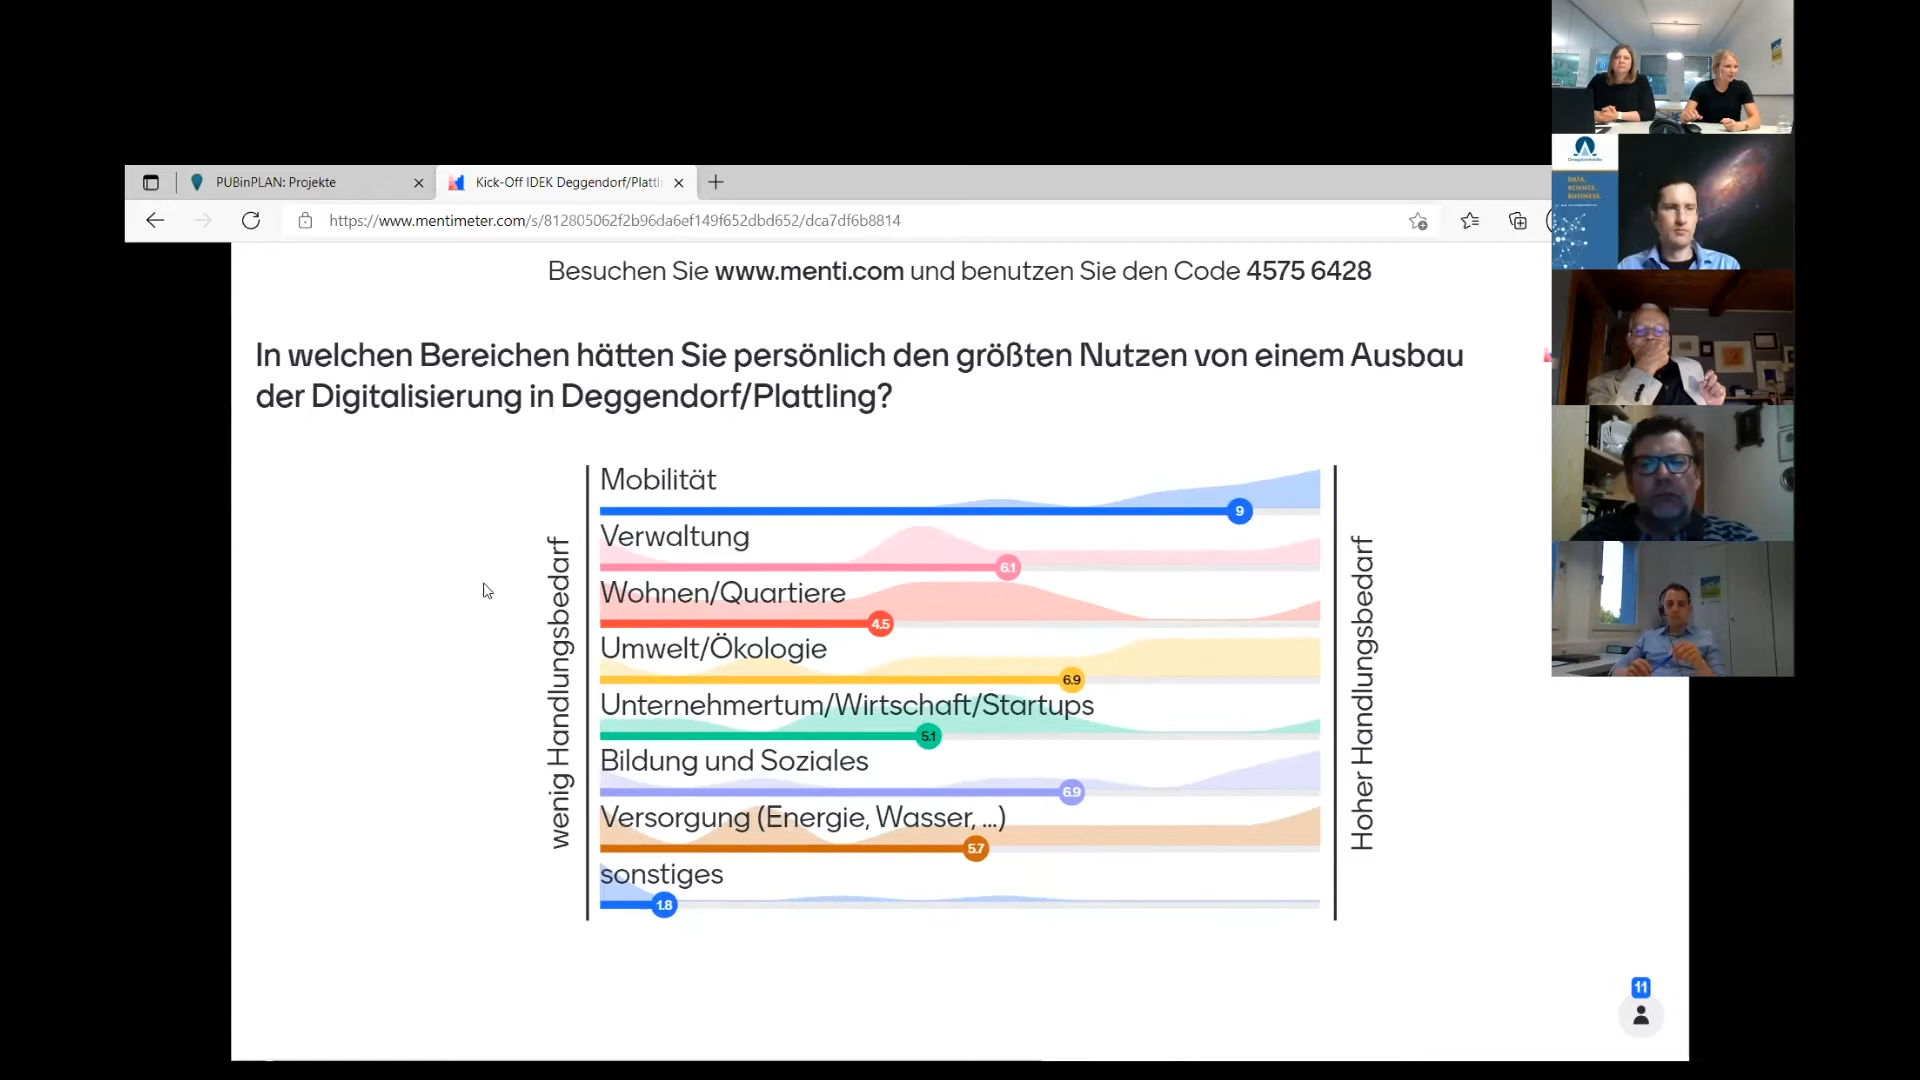 PUBinPLAN: Projekte
Kick-Off IDEK Deggendorf/Plattli
https://www.mentimeter.com/s/812805062f2b96da6ef149f652dbd652/dca7df6b8814
Besuchen Sie www.menti.com und benutzen Sie den Code 4575 6428
In welchen Bereichen hätten Sie persönlich den größten Nutzen von einem Ausbau
der Digitalisierung in Deggendorf/Plattling?
wenig Handlungsbedarf
Mobilität
9
Verwaltung
6.1
Wohnen/Quartiere
4.5
Umwelt/Ökologie
6.9
Unternehmertum/Wirtschaft/Startups
5.1
Bildung und Soziales
6.9
Versorgung (Energie, Wasser, ...)
5.7
sonstiges
1.8
Hoher Handlungsbedarf
11
DATA.
SCIENCE.
BUSINESS.